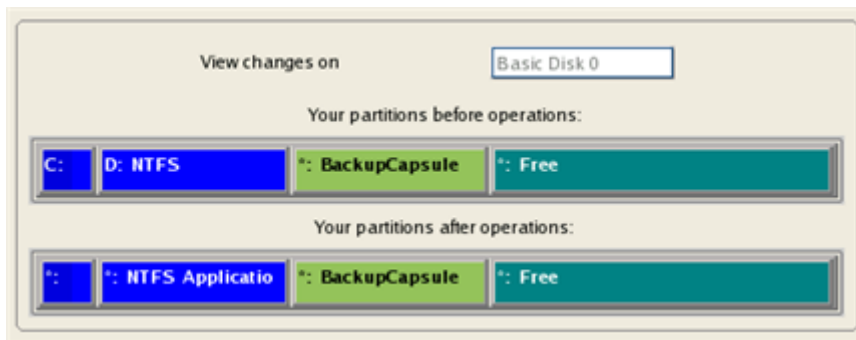 View changes on Basic Disk 0
Your partitions before operations:
C: D: NTFS *: BackupCapsule *: Free
Your partitions after operations:
*: *: NTFS Applicatio *: BackupCapsule *: Free